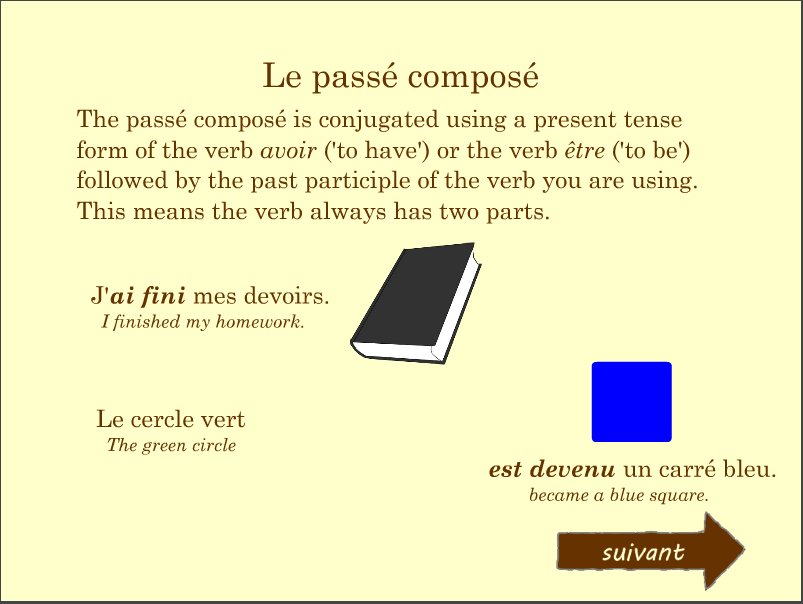 Le passé composé
The passé composé is conjugated using a present tense
form of the verb avoir ('to have') or the verb être ('to be')
followed by the past participle of the verb you are using.
This means the verb always has two parts.
J'ai fini mes devoirs.
I finished my homework.
Le cercle vert
The green circle
est devenu un carré bleu.
became a blue square.
suivant